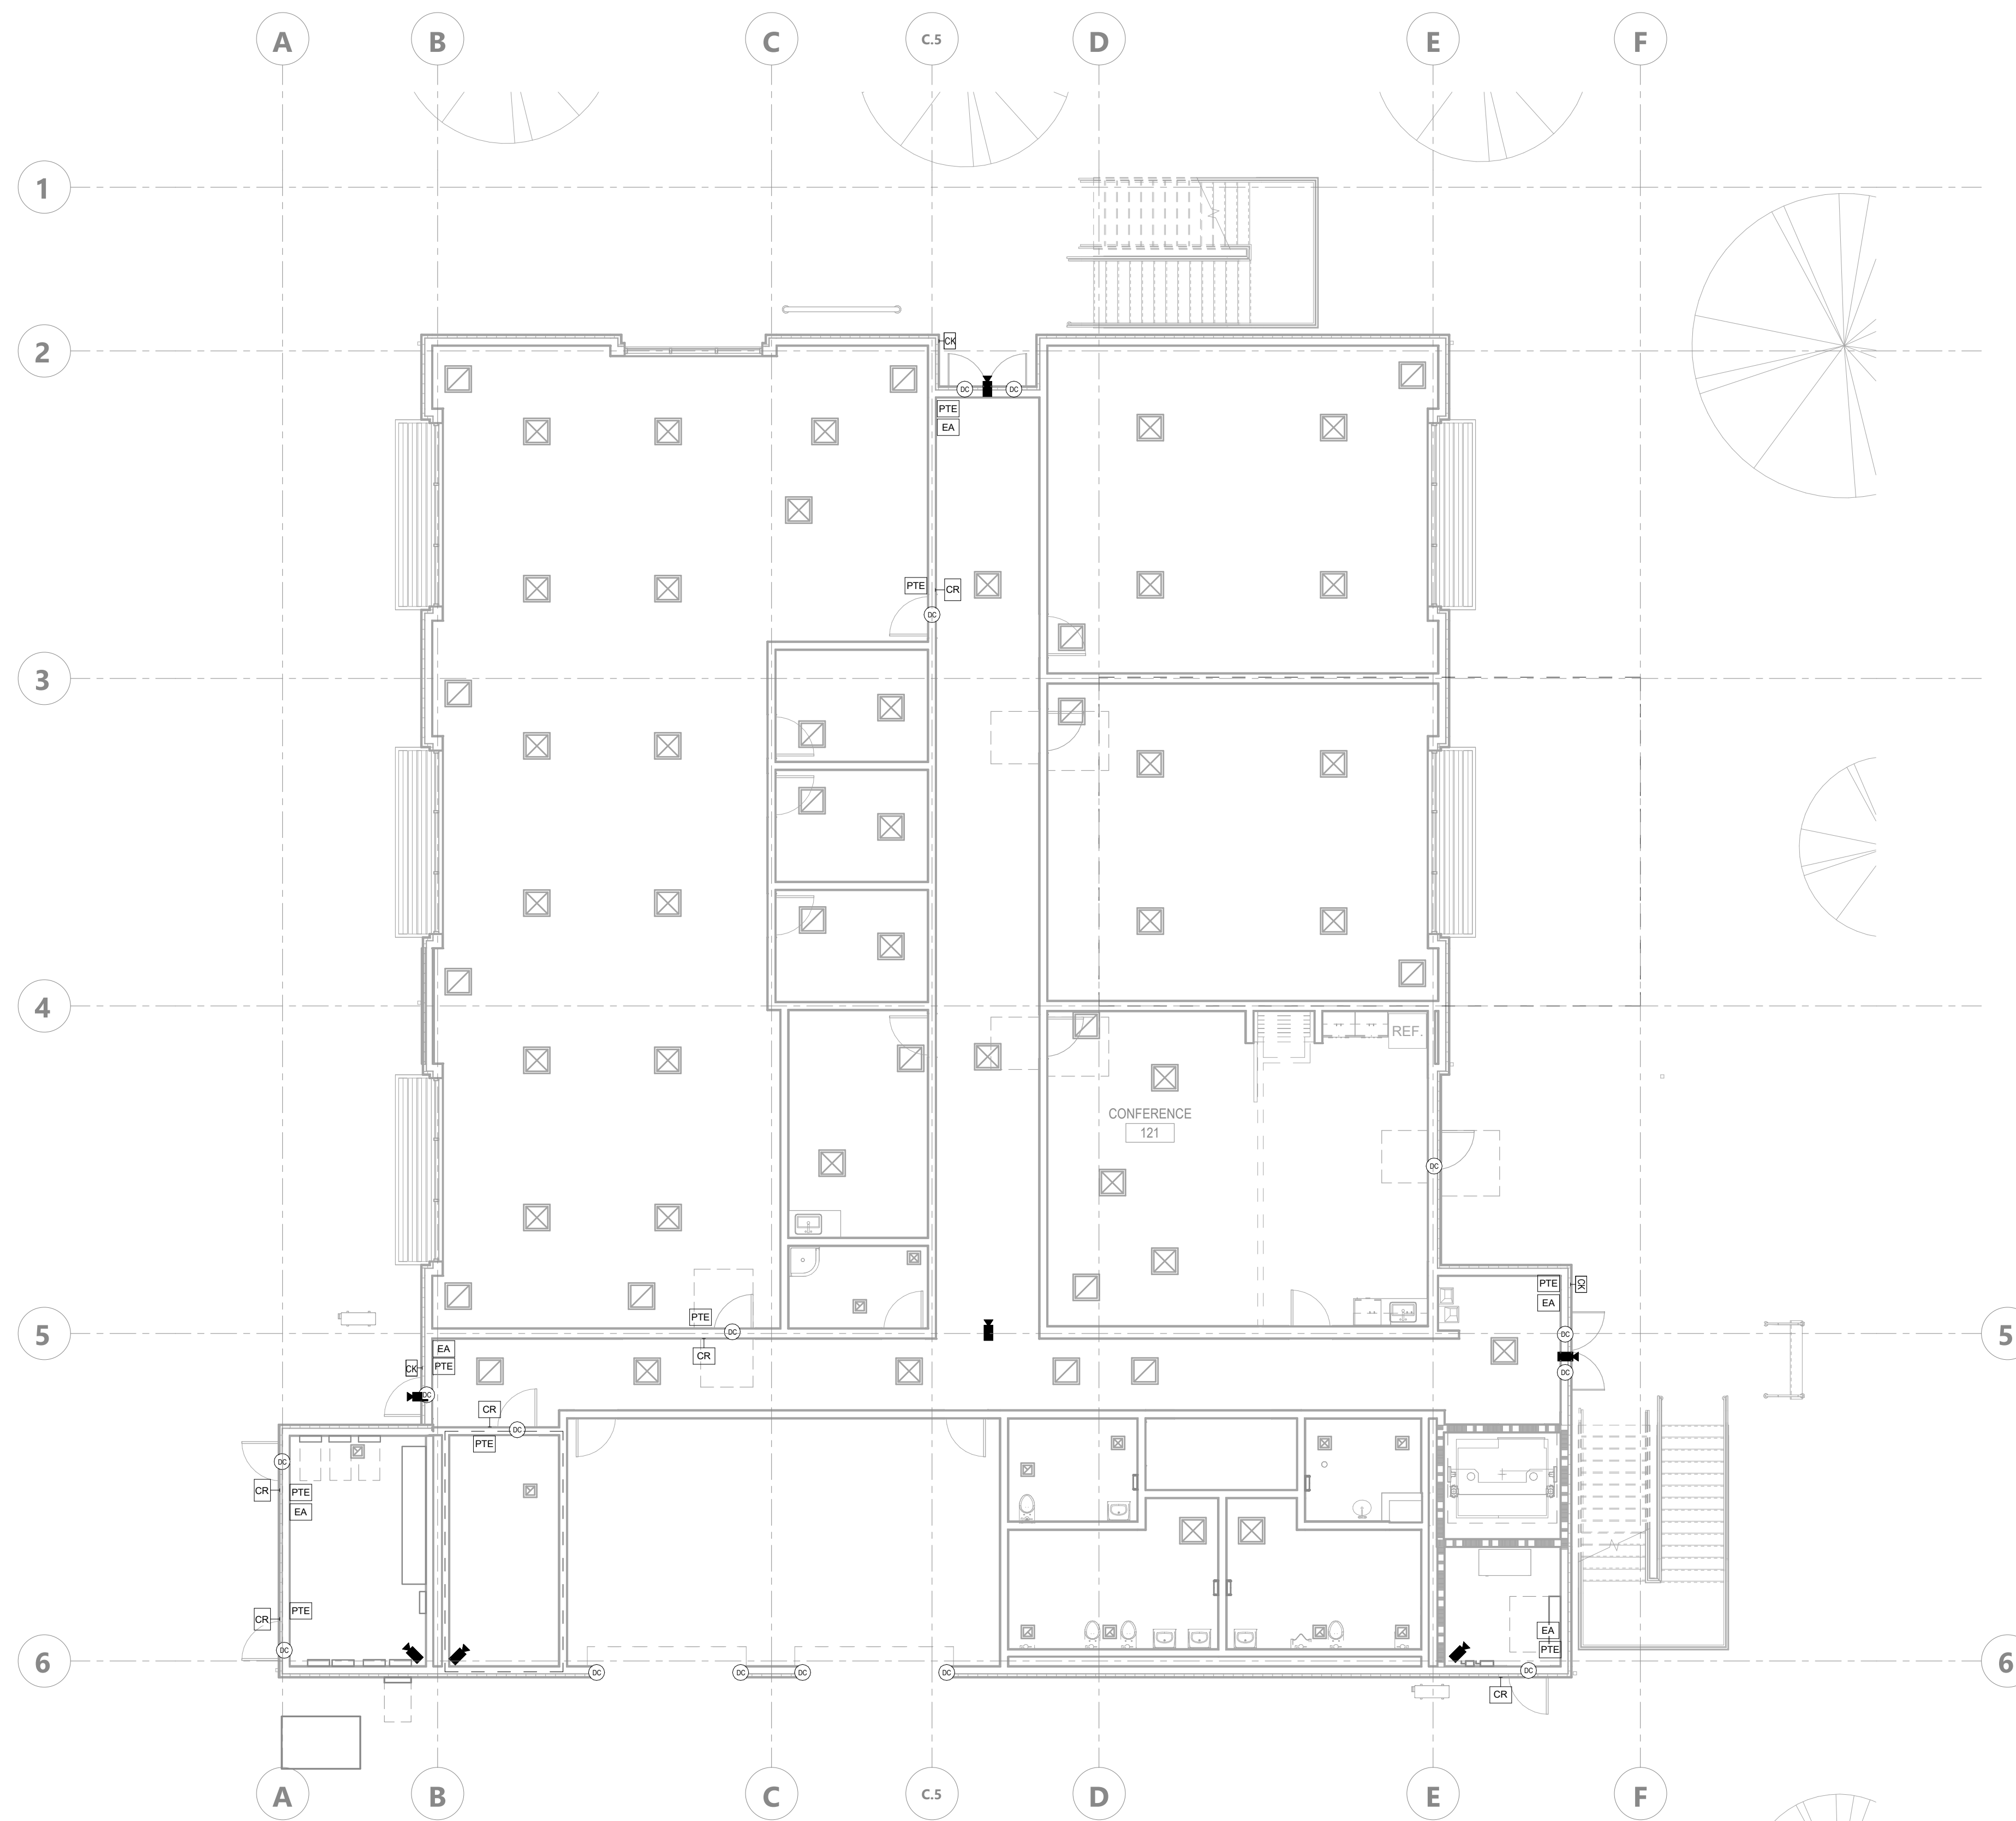 A B C C.5 D E F
1
2
CK
DC DC
PTE
EA
PTE CR
DC
3
4
REF.
CONFERENCE
121
DC
PTE CK
EA
PTE
5 DC DC 5
EA
CR
CK PTE
DC
DC
CR
DC
PTE
DC
CR PTE
EA
PTE
CR
EA
DC PTE
6 6
DC DC DC DC DC
CR
A B C C.5 D E F